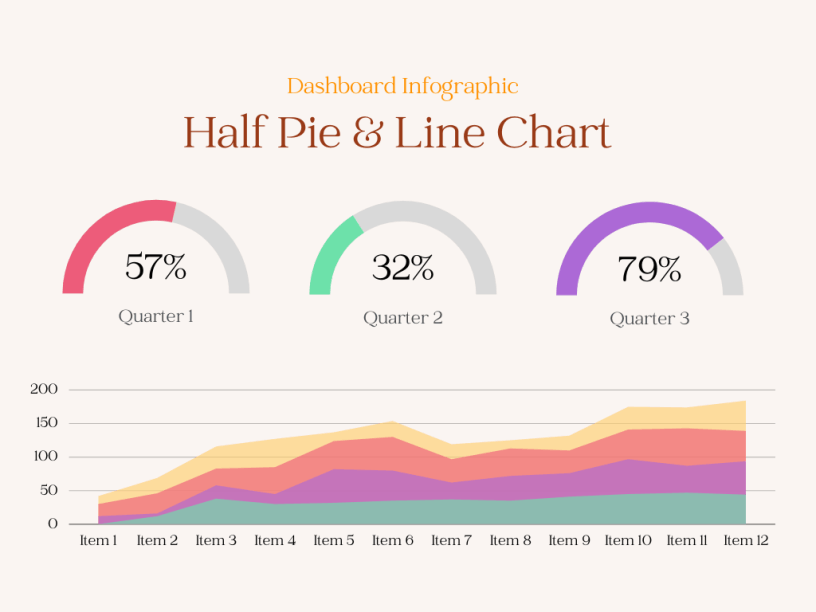 Dashboard Infographic
Half Pie & Line Chart
57%
32%
79%
Quarter 1
Quarter 2
Quarter 3
200
150
100
50
0
Item 1 Item 2 Item 3 Item 4 Item 5 Item 6 Item 7 Item 8 Item 9 Item 10 Item 11 Item 12